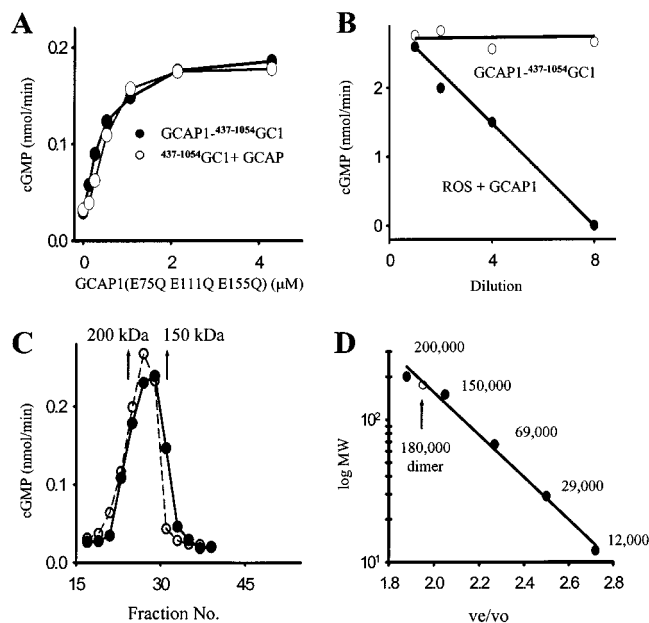 A
cGMP (nmol/min)
0.2
0.1
0.0
GCAP1-437-1054GC1
437-1054GC1+ GCAP
0 2 4
GCAP1(E75Q E111Q E155Q) (μM)
B
cGMP (nmol/min)
2
1
0
GCAP1-437-1054GC1
ROS + GCAP1
0 4 8
Dilution
C
200 kDa 150 kDa
cGMP (nmol/min)
0.2
0.1
0.0
15 30 45
Fraction No.
D
log MW
10²
10¹
200,000
150,000
180,000
dimer
69,000
29,000
12,000
1.8 2.0 2.2 2.4 2.6 2.8
ve/vo